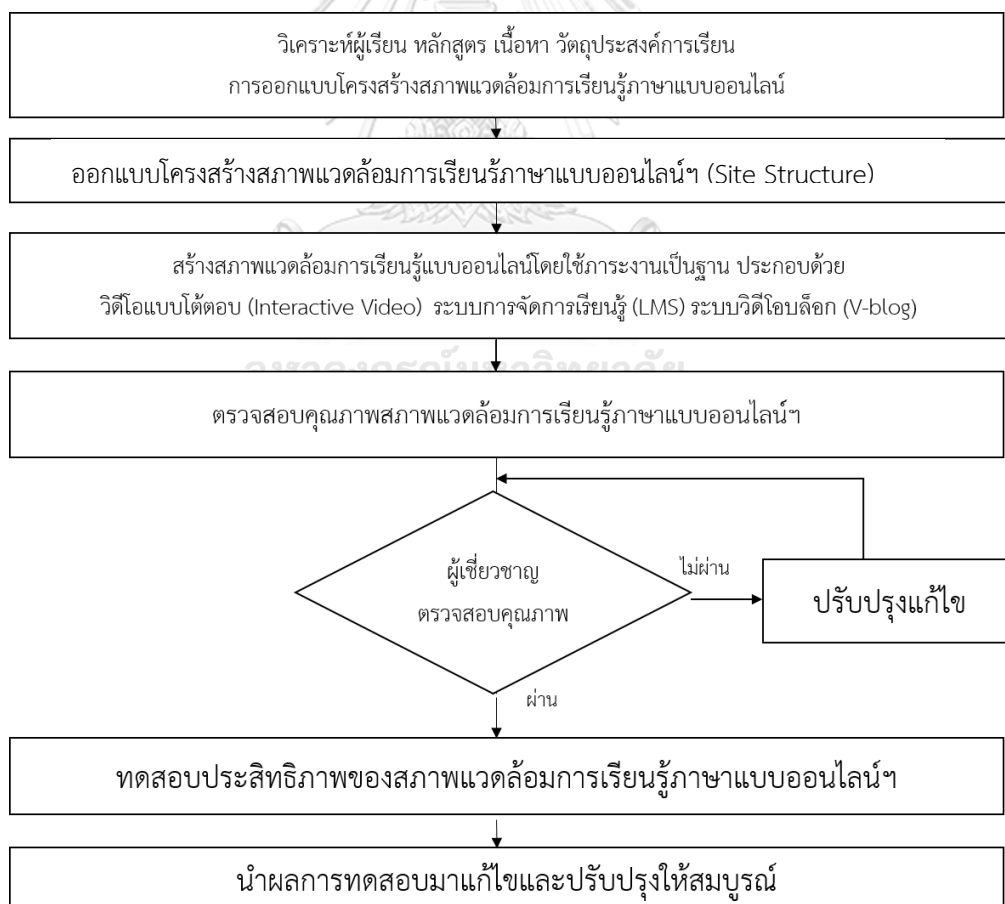 วิเคราะห์ผู้เรียน หลักสูตร เนื้อหา วัตถุประสงค์การเรียน
การออกแบบโครงสร้างสภาพแวดล้อมการเรียนรู้ภาษาแบบออนไลน์
ออกแบบโครงสร้างสภาพแวดล้อมการเรียนรู้ภาษาแบบออนไลน์ฯ (Site Structure)
สร้างสภาพแวดล้อมการเรียนรู้แบบออนไลน์โดยใช้ภาระงานเป็นฐาน ประกอบด้วย
วิดีโอแบบโต้ตอบ (Interactive Video) ระบบการจัดการเรียนรู้ (LMS) ระบบวิดีโอบล็อก (V-blog)
จุฬาลงกรณ์มหาวิทยาลัย
ตรวจสอบคุณภาพสภาพแวดล้อมการเรียนรู้ภาษาแบบออนไลน์ฯ
ผู้เชี่ยวชาญ
ตรวจสอบคุณภาพ
ไม่ผ่าน
ปรับปรุงแก้ไข
ผ่าน
ทดสอบประสิทธิภาพของสภาพแวดล้อมการเรียนรู้ภาษาแบบออนไลน์ฯ
นำผลการทดสอบมาแก้ไขและปรับปรุงให้สมบูรณ์